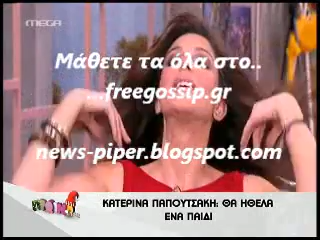 MEGA
Μάθετε τα όλα στο..
...freegossip.gr
news-piper.blogspot.com
ΚΑΤΕΡΙΝΑ ΠΑΠΟΥΤΣΑΚΗ: ΘΑ ΗΘΕΛΑ
ΕΝΑ ΠΑΙΔΙ